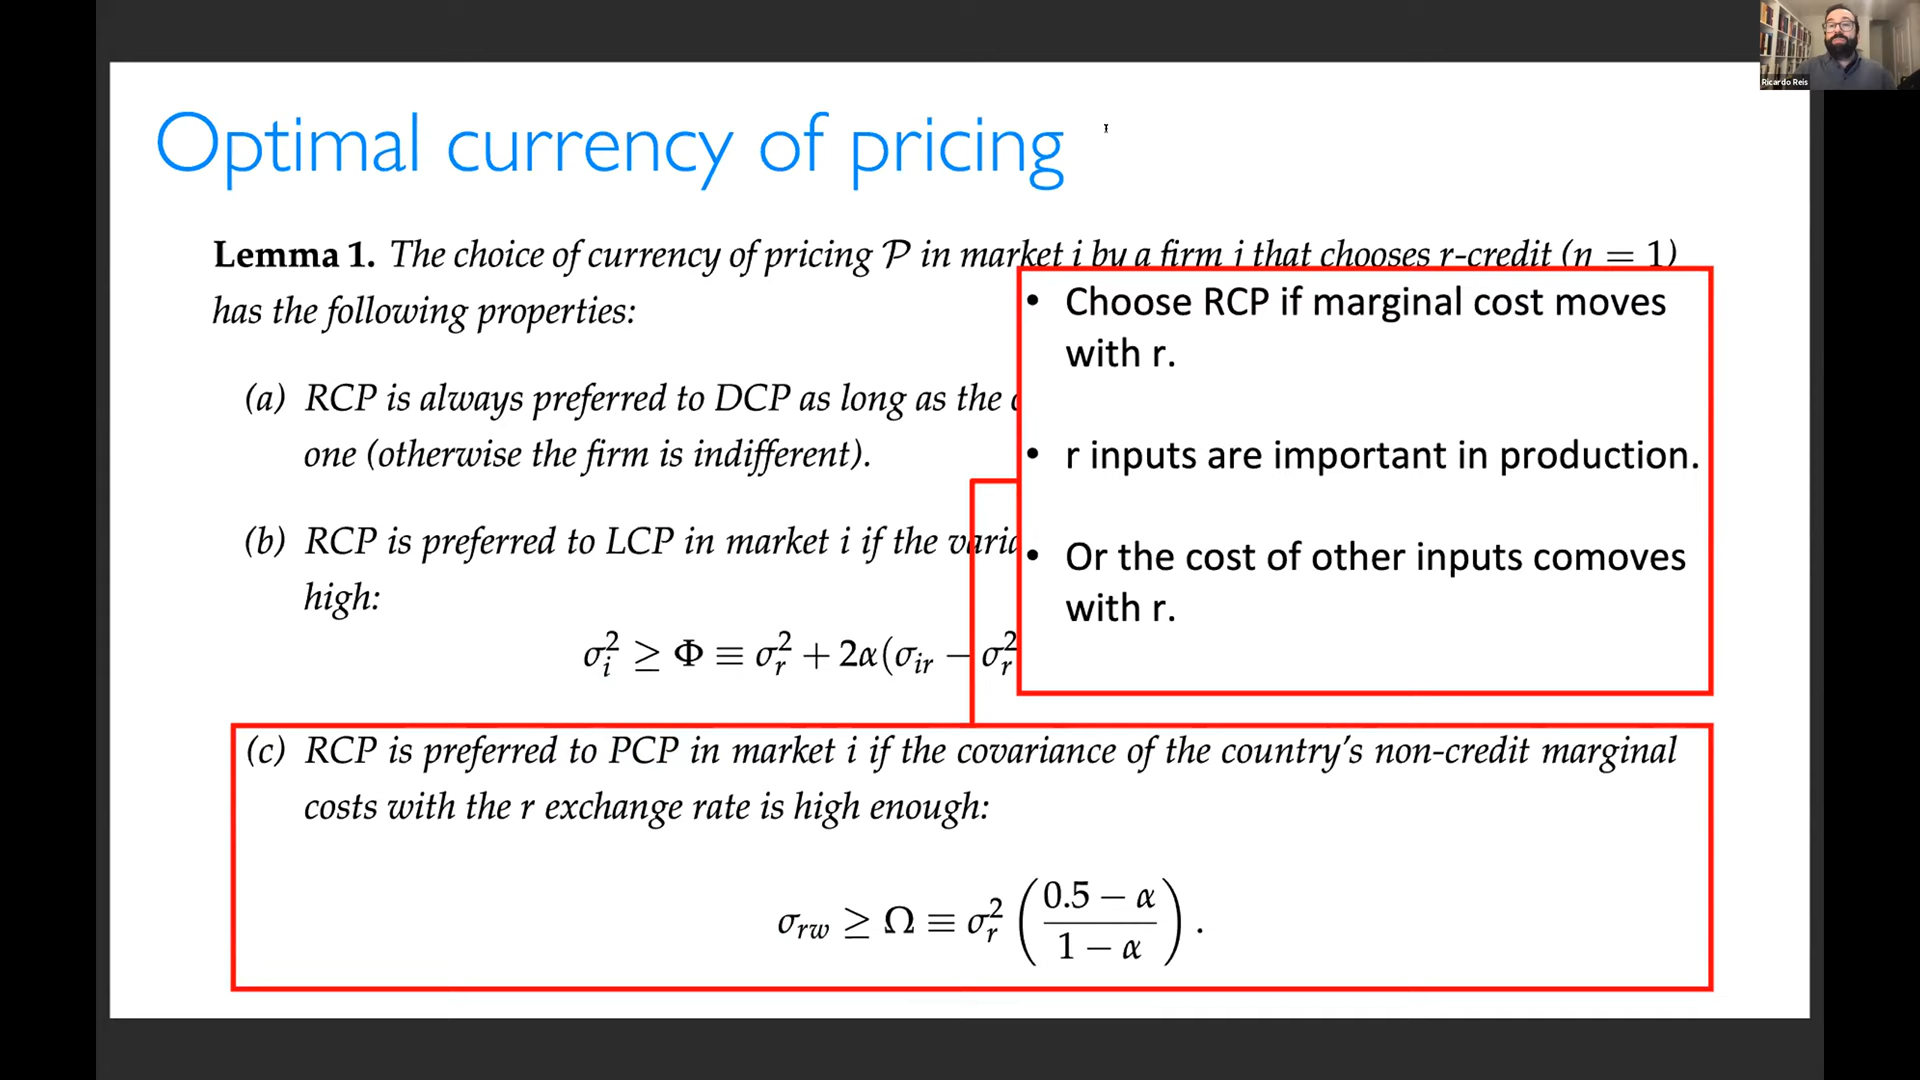 Ricardo Reis
Optimal currency of pricing
Lemma 1. The choice of currency of pricing 𝒫 in market i by a firm j that chooses r-credit (n = 1)
has the following properties:
(a) RCP is always preferred to DCP as long as the
one (otherwise the firm is indifferent).
(b) RCP is preferred to LCP in market i if the
high:
σ_i^2 ≥ Φ ≡ σ_r^2 + 2α(σ_ir − σ_r^2
• Choose RCP if marginal cost moves
with r.
• r inputs are important in production.
• Or the cost of other inputs comoves
with r.
(c) RCP is preferred to PCP in market i if the covariance of the country's non-credit marginal
costs with the r exchange rate is high enough:
σ_rw ≥ Ω ≡ σ_r^2 ((0.5 − α)/(1 − α)).